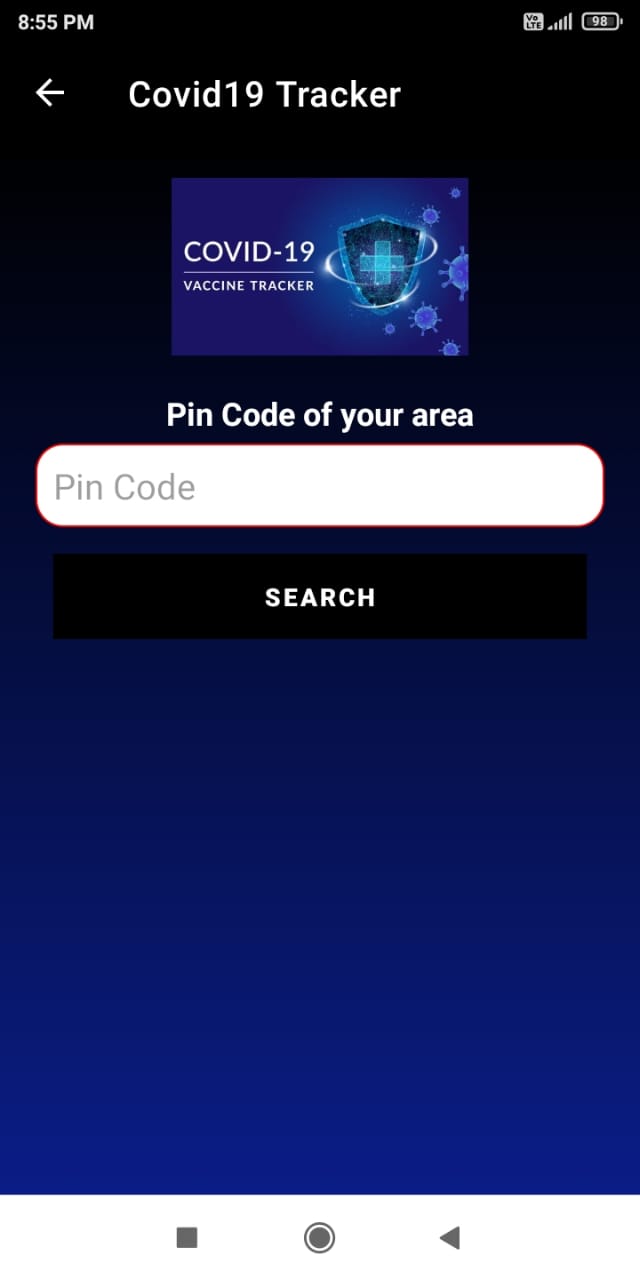 8:55 PM
Vo
LTE
98
Covid19 Tracker
COVID-19
VACCINE TRACKER
Pin Code of your area
Pin Code
SEARCH